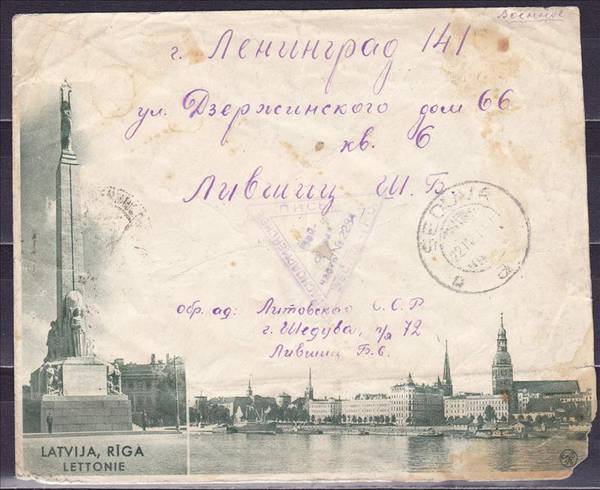 Военное
г. Ленинград 141
ул. Дзержинского дом 66
кв. 6
Лившиц Ш. Б.
SEDUVA
обр. ад: Литовская С.С.Р
г. Шедува, п/я 72
Лившиц Б.С.
LATVIJA, RĪGA
LETTONIE